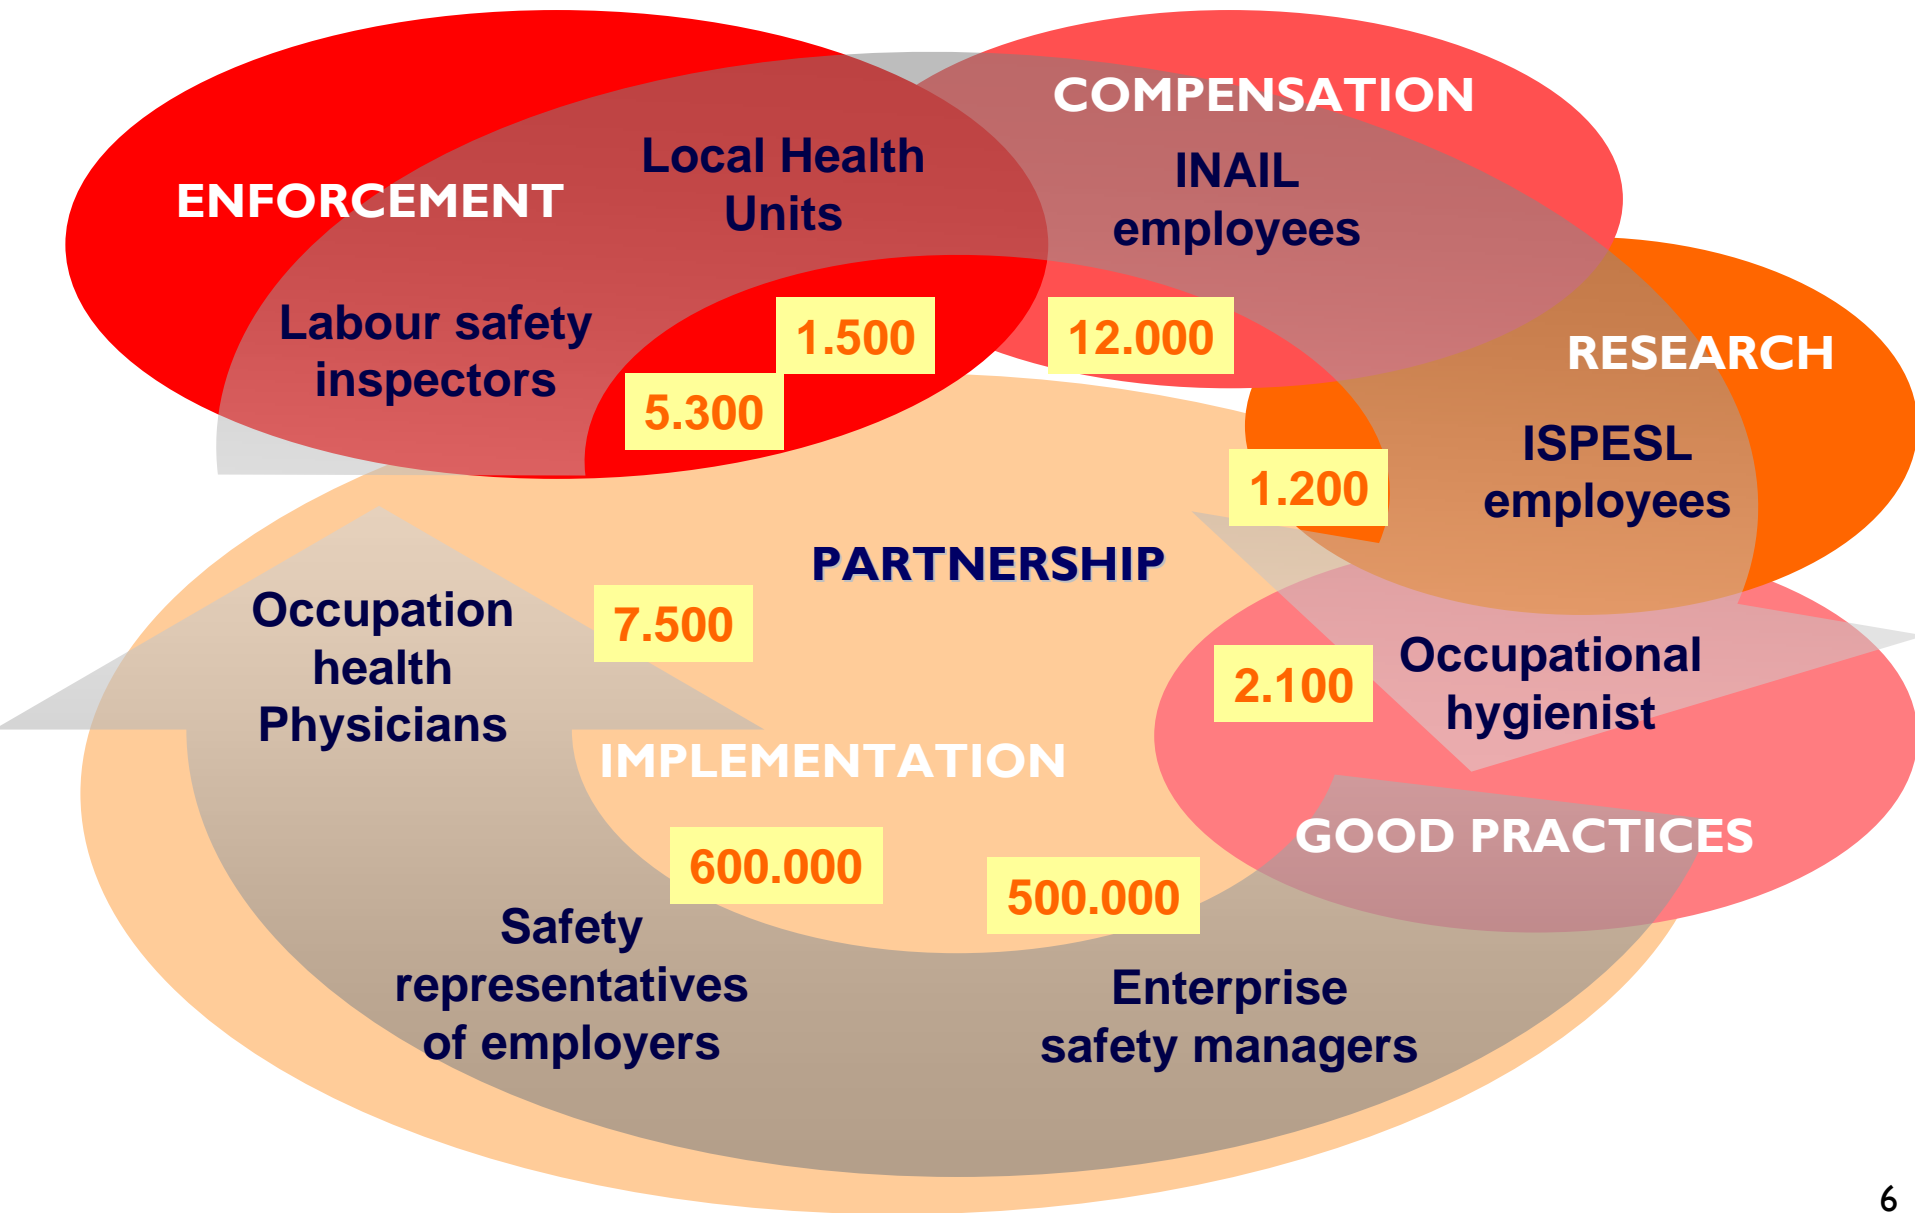 COMPENSATION
Local Health
Units
INAIL
employees
ENFORCEMENT
Labour safety
inspectors
1.500
12.000
5.300
RESEARCH
ISPESL
employees
1.200
PARTNERSHIP
Occupation
health
Physicians
7.500
2.100
Occupational
hygienist
IMPLEMENTATION
GOOD PRACTICES
600.000
500.000
Safety
representatives
of employers
Enterprise
safety managers
6